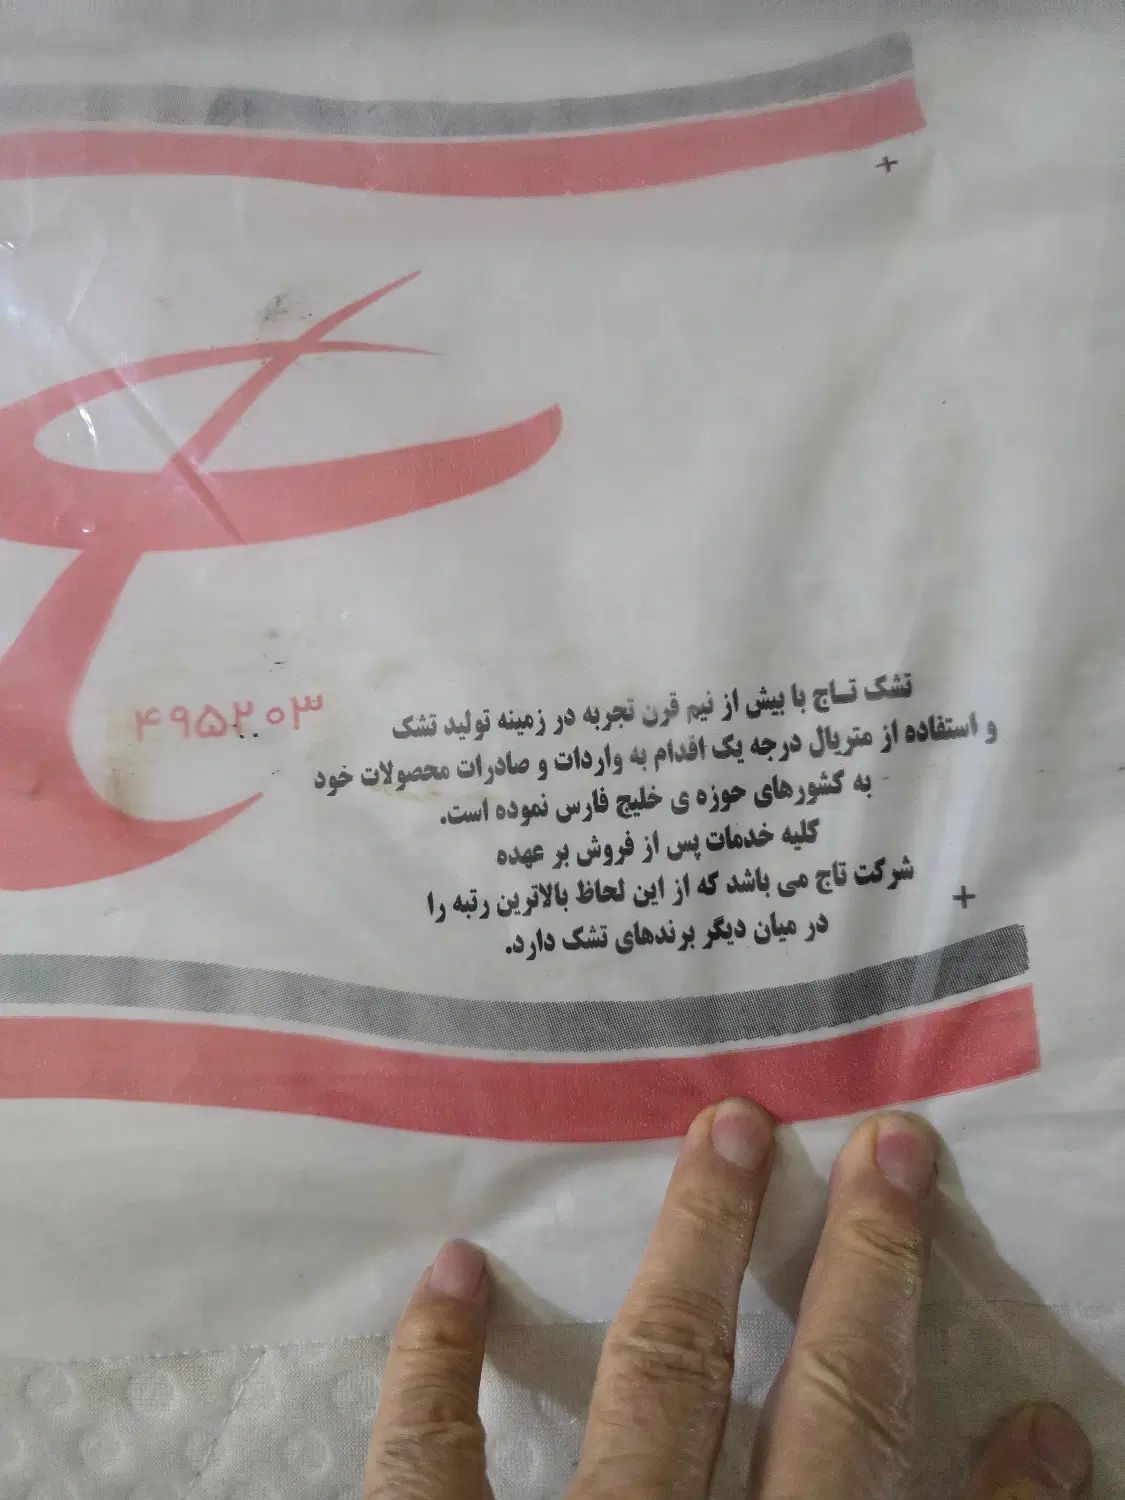 تشک تاج با بیش از نیم قرن تجربه در زمینه تولید تشک
و استفاده از متریال درجه یک اقدام به واردات و صادرات محصولات خود
به کشورهای حوزه ی خلیج فارس نموده است.
کلیه خدمات پس از فروش بر عهده
شرکت تاج می باشد که از این لحاظ بالاترین رتبه را
در میان دیگر برندهای تشک دارد.
۴۹۵۲۰۳